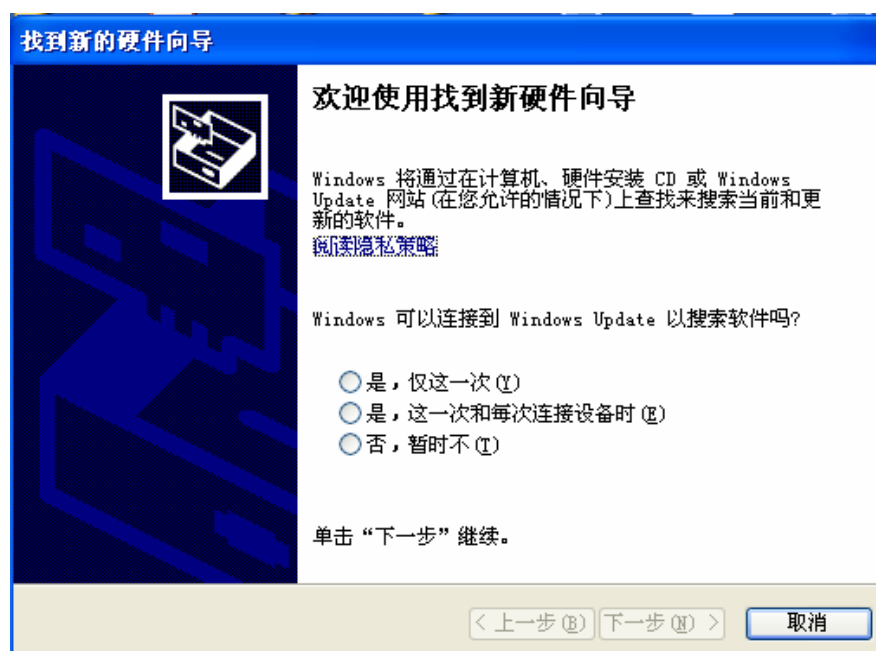 找到新的硬件向导
欢迎使用找到新硬件向导
Windows 将通过在计算机、硬件安装 CD 或 Windows
Update 网站(在您允许的情况下)上查找来搜索当前和更
新的软件。
阅读隐私策略
Windows 可以连接到 Windows Update 以搜索软件吗?
是，仅这一次(Y)
是，这一次和每次连接设备时(E)
否，暂时不(T)
单击“下一步”继续。
< 上一步(B) 下一步(N) > 取消